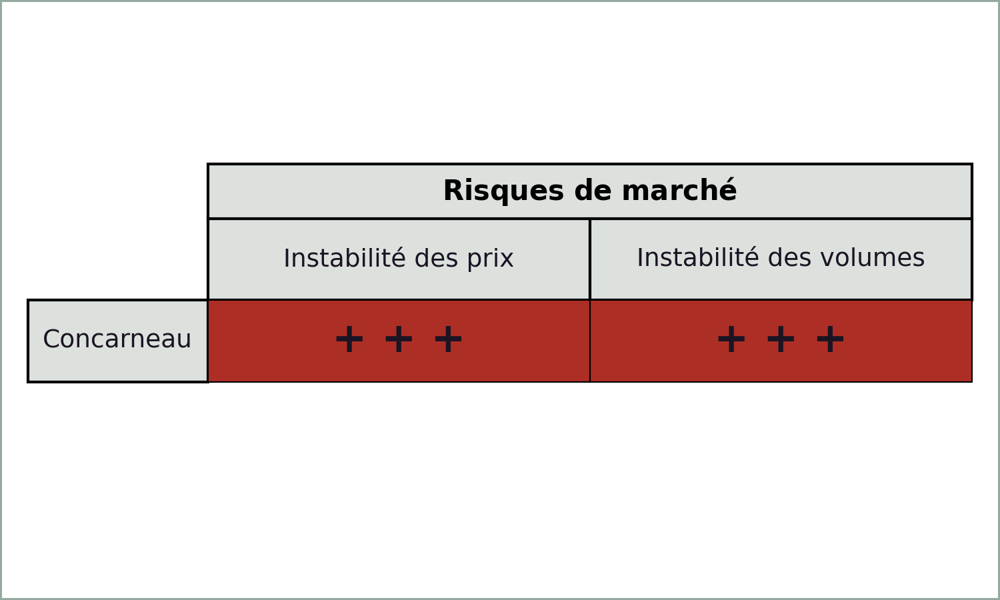 Risques de marché
Instabilité des prix
Instabilité des volumes
Concarneau
+ + +
+ + +